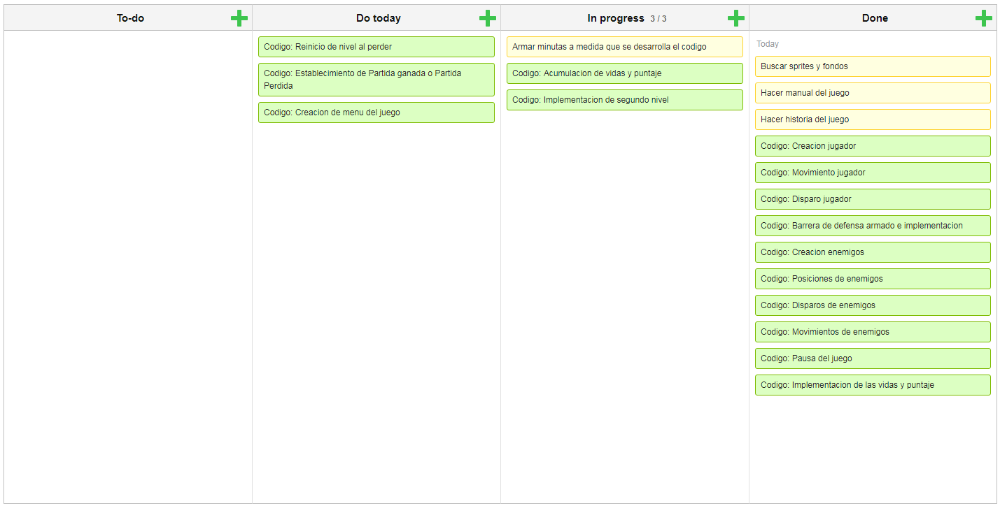 To-do
Do today
In progress 3 / 3
Done
Codigo: Reinicio de nivel al perder
Codigo: Establecimiento de Partida ganada o Partida
Perdida
Codigo: Creacion de menu del juego
Armar minutas a medida que se desarrolla el codigo
Codigo: Acumulacion de vidas y puntaje
Codigo: Implementacion de segundo nivel
Today
Buscar sprites y fondos
Hacer manual del juego
Hacer historia del juego
Codigo: Creacion jugador
Codigo: Movimiento jugador
Codigo: Disparo jugador
Codigo: Barrera de defensa armado e implementacion
Codigo: Creacion enemigos
Codigo: Posiciones de enemigos
Codigo: Disparos de enemigos
Codigo: Movimientos de enemigos
Codigo: Pausa del juego
Codigo: Implementacion de las vidas y puntaje